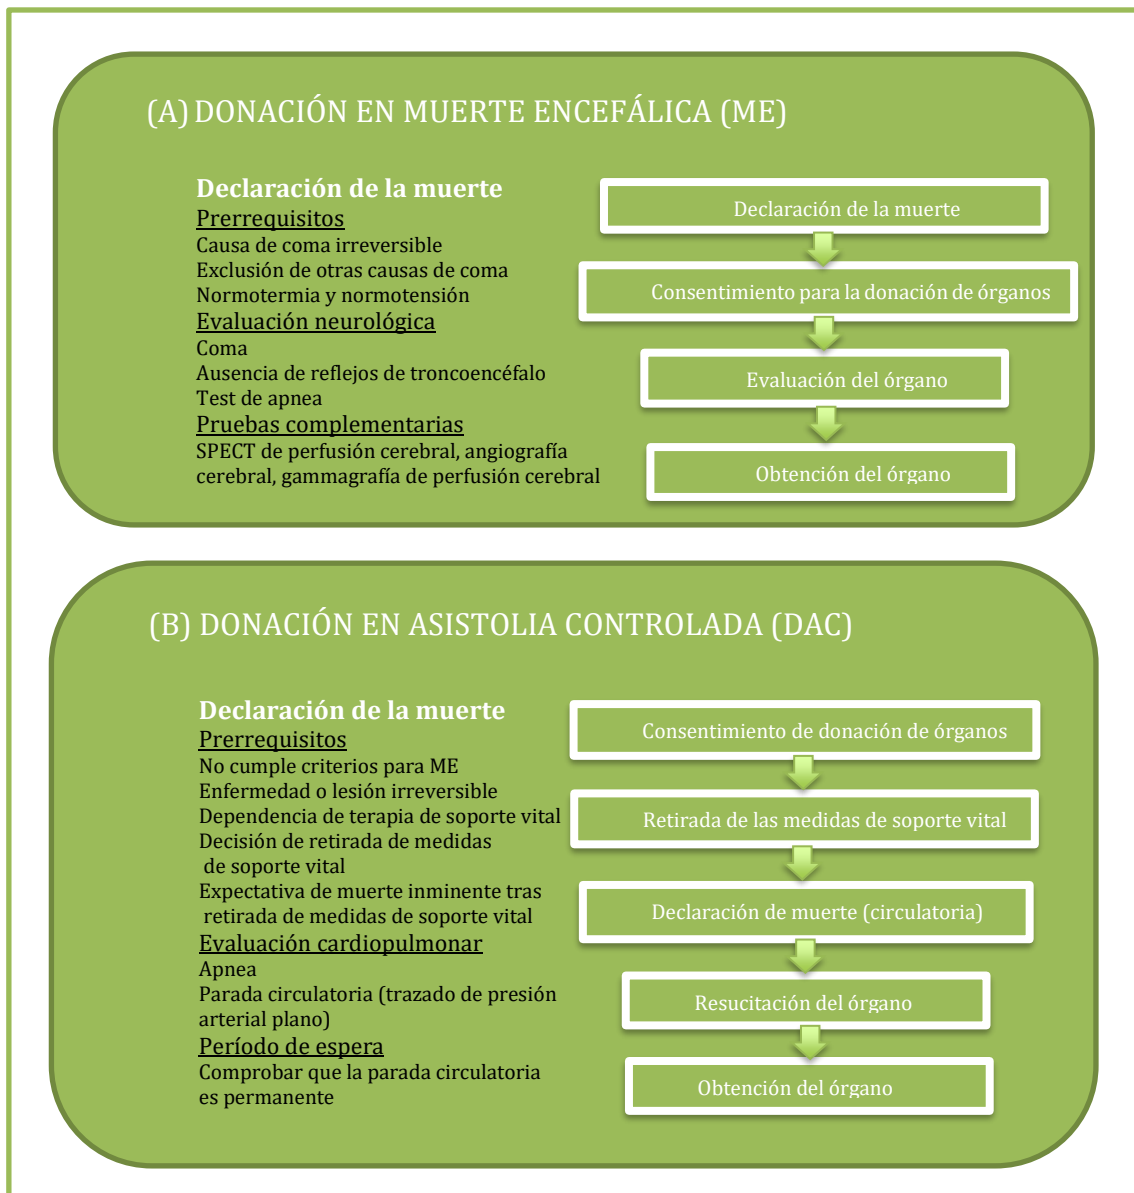 (A) DONACIÓN EN MUERTE ENCEFÁLICA (ME)
Declaración de la muerte
Prerrequisitos
Causa de coma irreversible
Exclusión de otras causas de coma
Normotermia y normotensión
Evaluación neurológica
Coma
Ausencia de reflejos de troncoencéfalo
Test de apnea
Pruebas complementarias
SPECT de perfusión cerebral, angiografía
cerebral, gammagrafía de perfusión cerebral
Declaración de la muerte
Consentimiento para la donación de órganos
Evaluación del órgano
Obtención del órgano
(B) DONACIÓN EN ASISTOLIA CONTROLADA (DAC)
Declaración de la muerte
Prerrequisitos
No cumple criterios para ME
Enfermedad o lesión irreversible
Dependencia de terapia de soporte vital
Decisión de retirada de medidas
de soporte vital
Expectativa de muerte inminente tras
retirada de medidas de soporte vital
Evaluación cardiopulmonar
Apnea
Parada circulatoria (trazado de presión
arterial plano)
Período de espera
Comprobar que la parada circulatoria
es permanente
Consentimiento de donación de órganos
Retirada de las medidas de soporte vital
Declaración de muerte (circulatoria)
Resucitación del órgano
Obtención del órgano